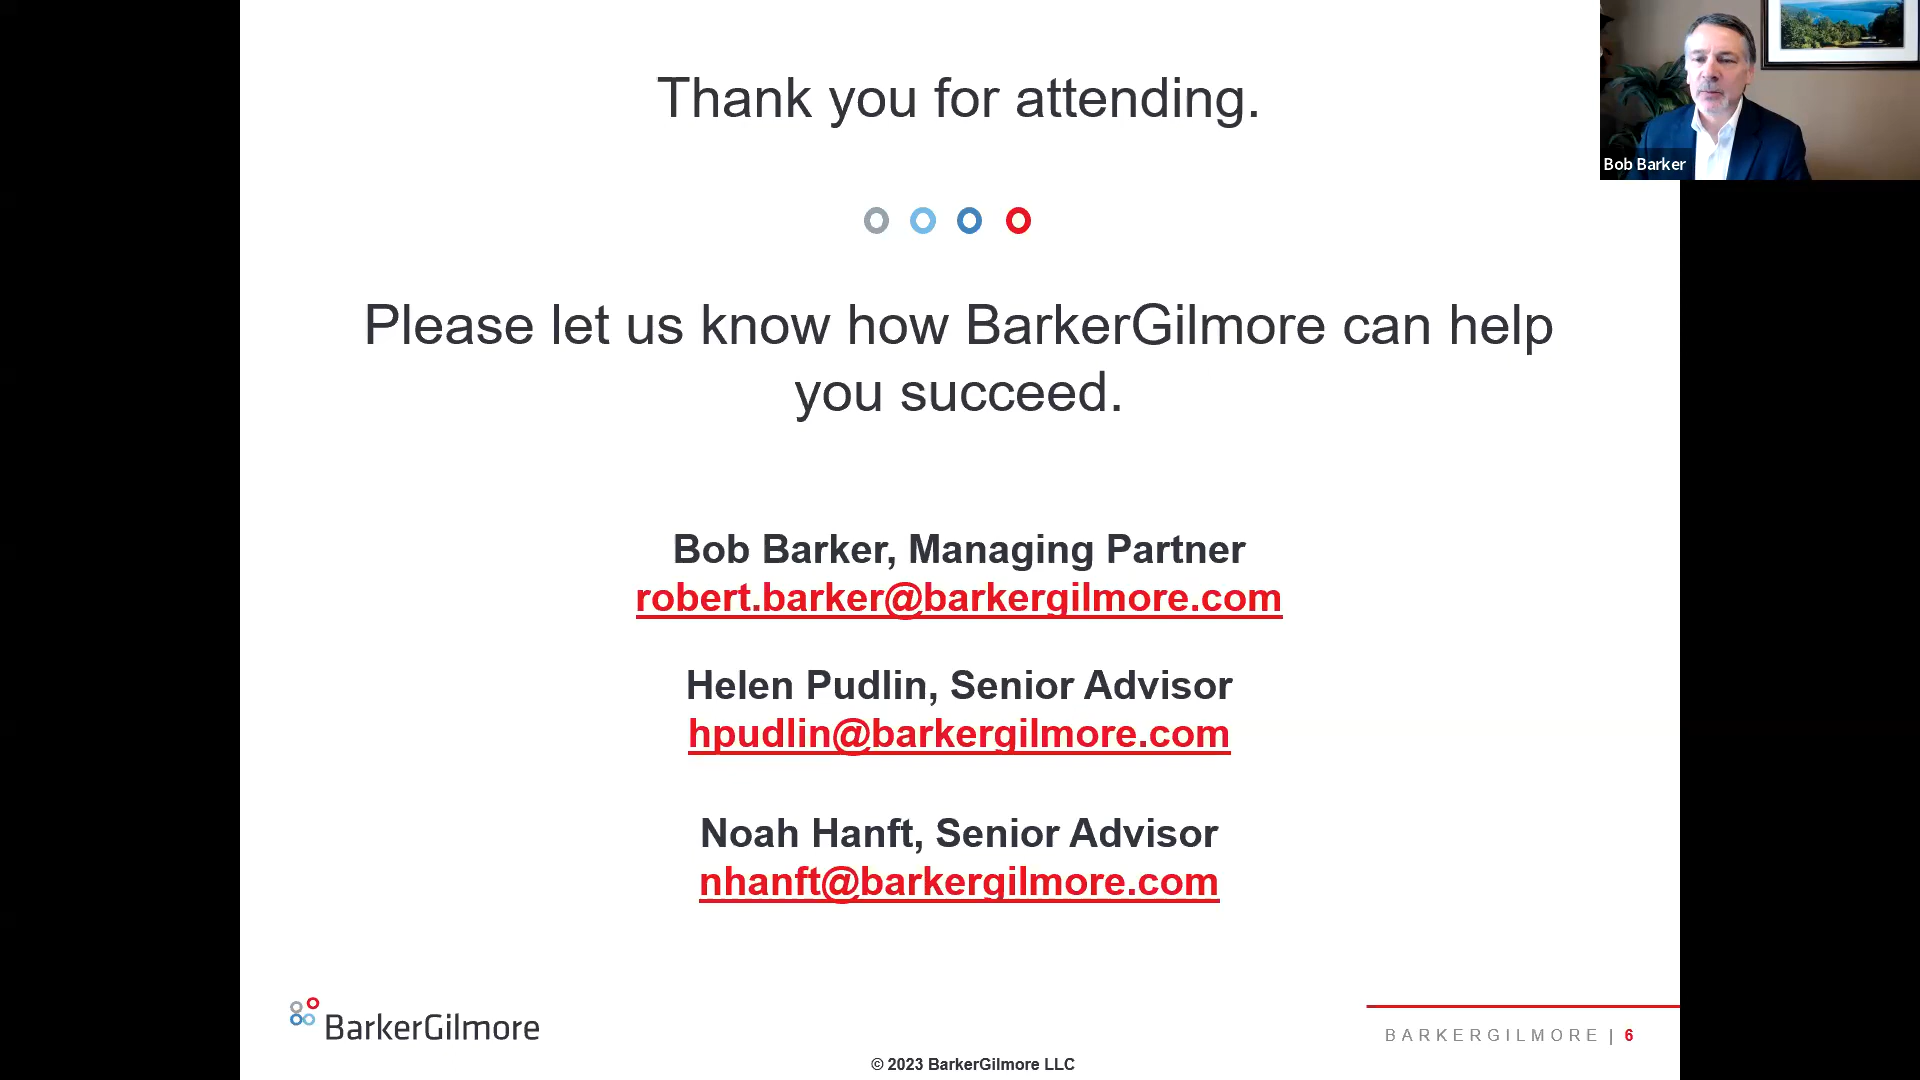 Thank you for attending.
Bob Barker
Please let us know how BarkerGilmore can help
you succeed.
Bob Barker, Managing Partner
robert.barker@barkergilmore.com
Helen Pudlin, Senior Advisor
hpudlin@barkergilmore.com
Noah Hanft, Senior Advisor
nhanft@barkergilmore.com
BarkerGilmore
BARKERGILMORE | 6
© 2023 BarkerGilmore LLC